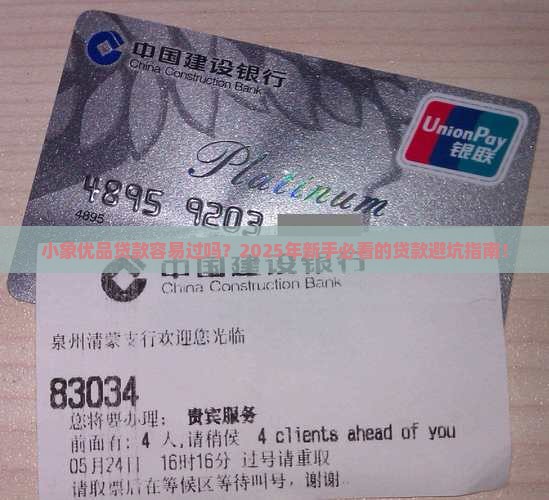 中国建设银行
China Construction Bank
UnionPay
银联
Platinum
4895 9203
4895
小象优品贷款容易过吗？2025年新手必看的贷款避坑指南！
中国建设银行
China Construction Bank
泉州清蒙支行欢迎您光临
83034
您将要办理： 贵宾服务
前面有： 4 人,请稍侯 4 clients ahead of you
05月24日 16时16分 过号请重取
请取票后在等候区等待叫号，谢谢